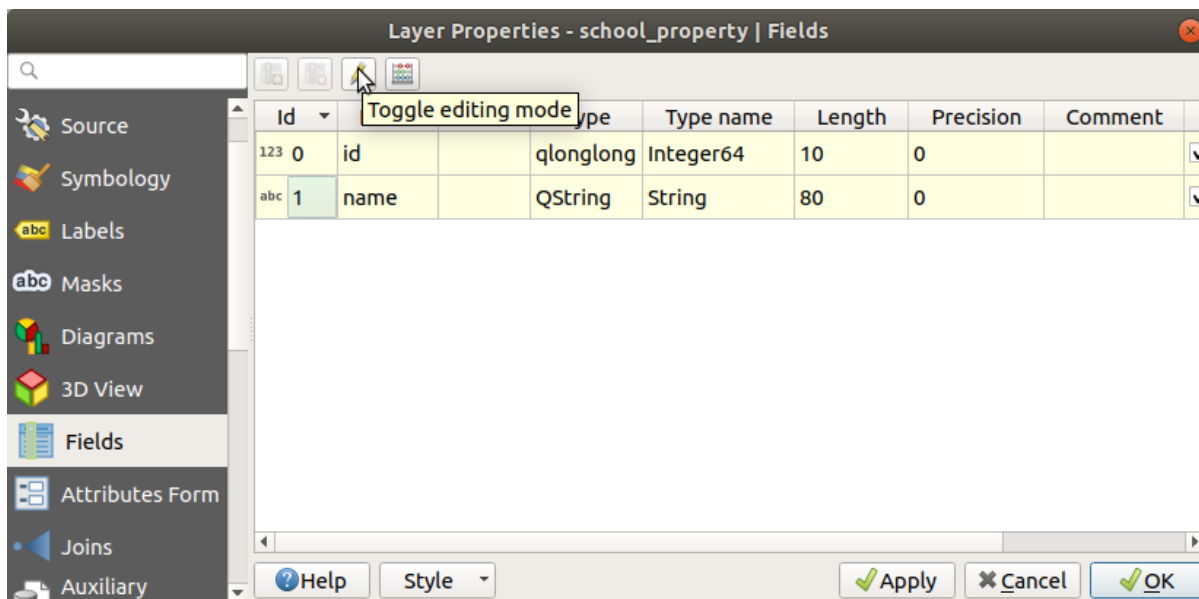 Layer Properties - school_property | Fields
Toggle editing mode
Id Type name Length Precision Comment
123 0 id qlonglong Integer64 10 0
abc 1 name QString String 80 0
Source
Symbology
abc Labels
abc Masks
Diagrams
3D View
Fields
Attributes Form
Joins
Auxiliary
?Help Style Apply Cancel OK